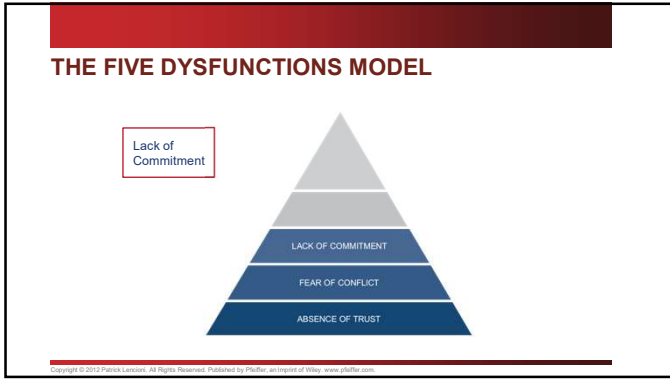 THE FIVE DYSFUNCTIONS MODEL
Lack of
Commitment
LACK OF COMMITMENT
FEAR OF CONFLICT
ABSENCE OF TRUST
Copyright © 2012 Patrick Lencioni. All Rights Reserved. Published by Pfeiffer, an Imprint of Wiley. www.pfeiffer.com.